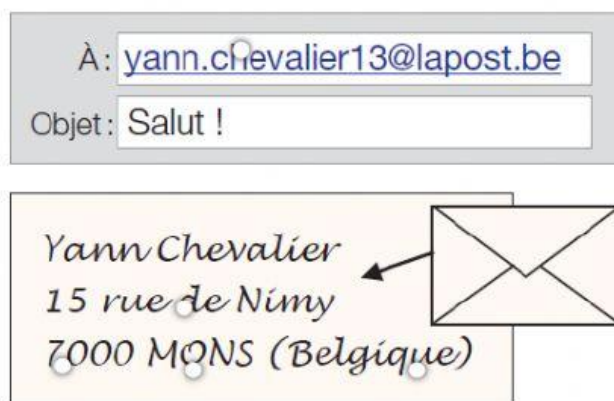 À : yann.chevalier13@lapost.be
Objet : Salut !
Yann Chevalier
15 rue de Nimy
7000 MONS (Belgique)